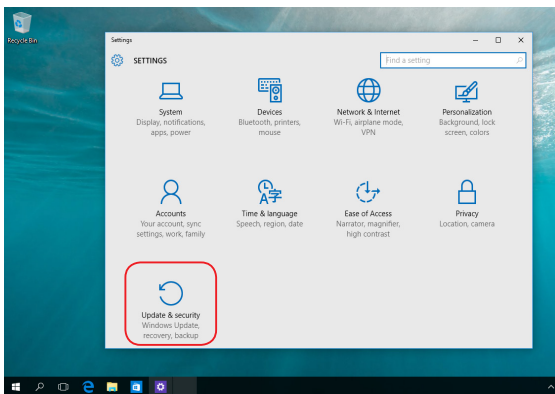 Recycle Bin
Settings
SETTINGS
Find a setting
System
Display, notifications,
apps, power
Devices
Bluetooth, printers,
mouse
Network & Internet
Wi-Fi, airplane mode,
VPN
Personalization
Background, lock
screen, colors
Accounts
Your account, sync
settings, work, family
Time & language
Speech, region, date
Ease of Access
Narrator, magnifier,
high contrast
Privacy
Location, camera
Update & security
Windows Update,
recovery, backup